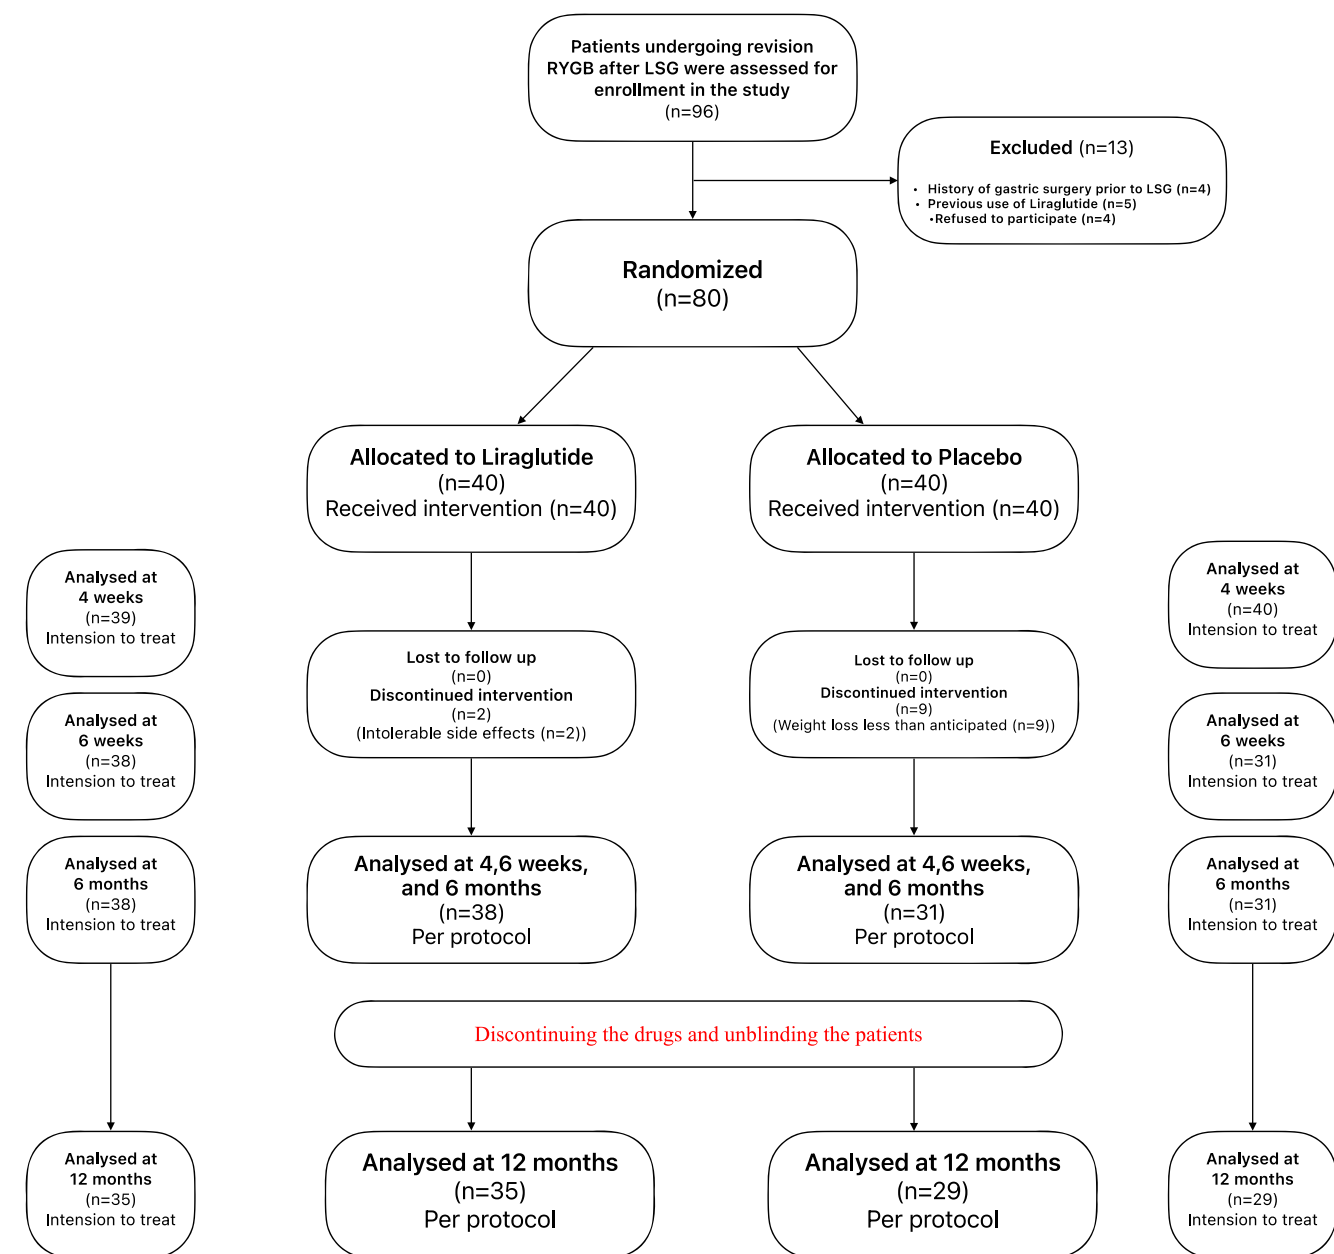 Patients undergoing revision
RYGB after LSG were assessed for
enrollment in the study
(n=96)
Excluded (n=13)
• History of gastric surgery prior to LSG (n=4)
• Previous use of Liraglutide (n=5)
•Refused to participate (n=4)
Randomized
(n=80)
Allocated to Liraglutide
(n=40)
Received intervention (n=40)
Allocated to Placebo
(n=40)
Received intervention (n=40)
Analysed at
4 weeks
(n=39)
Intension to treat
Lost to follow up
(n=0)
Discontinued intervention
(n=2)
(Intolerable side effects (n=2))
Lost to follow up
(n=0)
Discontinued intervention
(n=9)
(Weight loss less than anticipated (n=9))
Analysed at
4 weeks
(n=40)
Intension to treat
Analysed at
6 weeks
(n=38)
Intension to treat
Analysed at
6 weeks
(n=31)
Intension to treat
Analysed at
6 months
(n=38)
Intension to treat
Analysed at 4,6 weeks,
and 6 months
(n=38)
Per protocol
Analysed at 4,6 weeks,
and 6 months
(n=31)
Per protocol
Analysed at
6 months
(n=31)
Intension to treat
Discontinuing the drugs and unblinding the patients
Analysed at
12 months
(n=35)
Intension to treat
Analysed at 12 months
(n=35)
Per protocol
Analysed at 12 months
(n=29)
Per protocol
Analysed at
12 months
(n=29)
Intension to treat